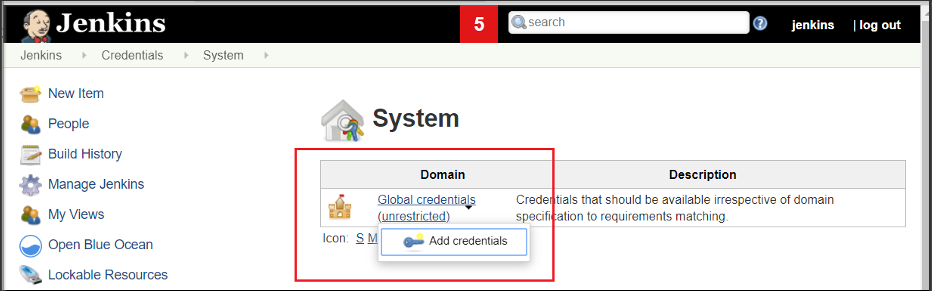 Jenkins 5 search ? jenkins | log out
Jenkins Credentials System
New Item
People
Build History
Manage Jenkins
My Views
Open Blue Ocean
Lockable Resources
System
Domain Description
Global credentials
(unrestricted)
Credentials that should be available irrespective of domain
specification to requirements matching.
Icon: S M
Add credentials